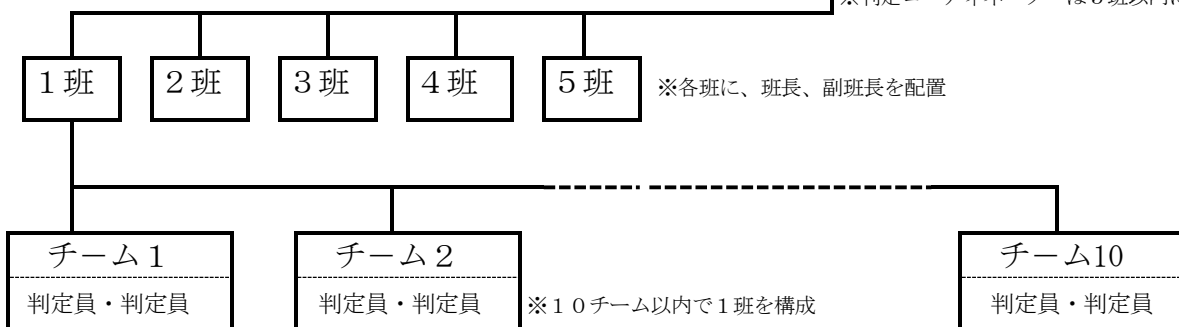 1班
2班
3班
4班
5班
※各班に、班長、副班長を配置
チーム1
チーム2
チーム10
判定員・判定員
判定員・判定員
※10チーム以内で1班を構成
判定員・判定員